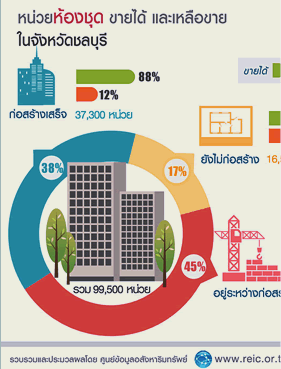 หน่วยห้องชุด ขายได้ และเหลือขาย
ในจังหวัดชลบุรี
ขายได้
88%
12%
ก่อสร้างเสร็จ 37,300 หน่วย
ยังไม่ก่อสร้าง 16,
38%
17%
45%
อยู่ระหว่างก่อสร
รวม 99,500 หน่วย
รวบรวมและประมวลผลโดย ศูนย์ข้อมูลอสังหาริมทรัพย์ www.reic.or.t